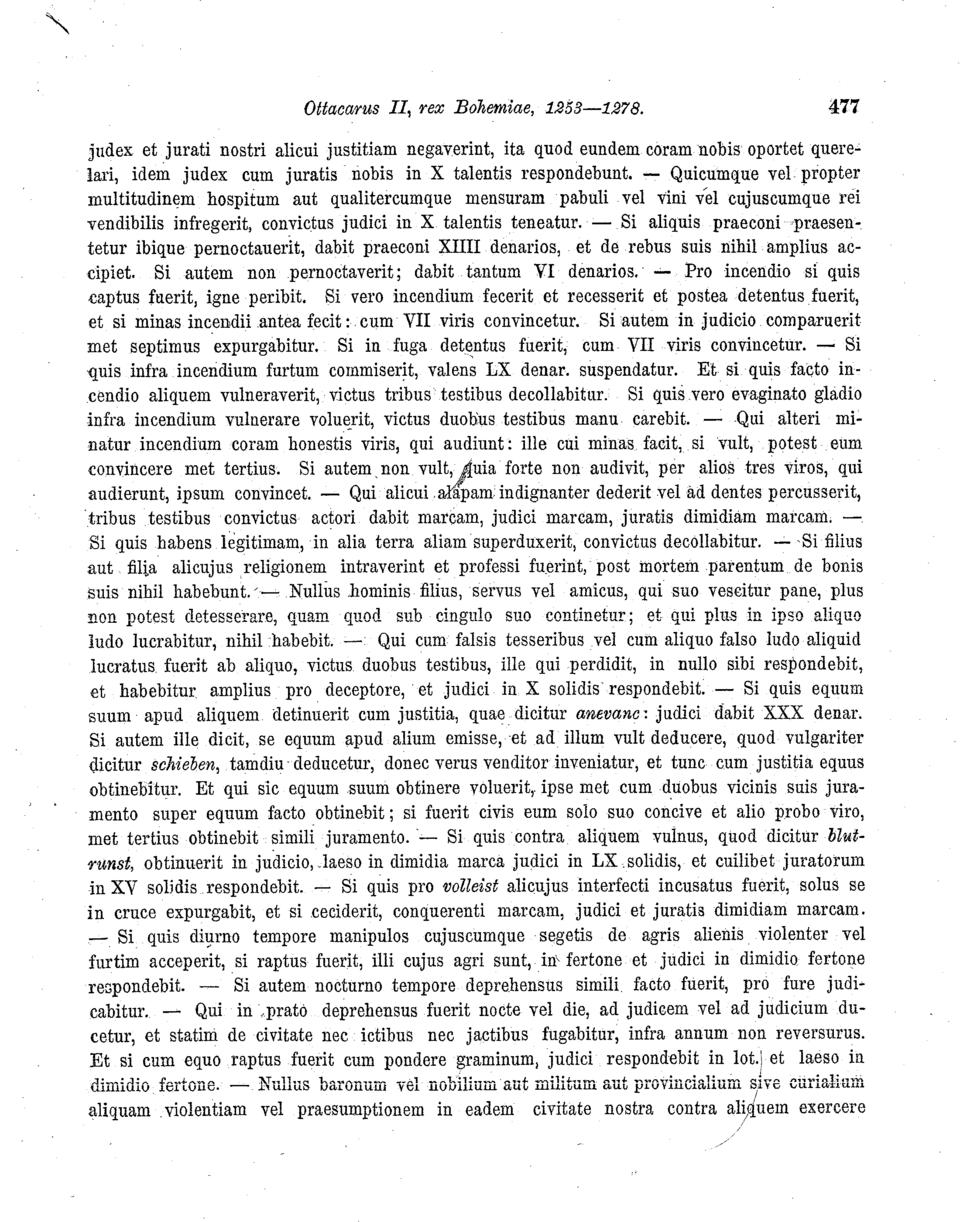 Ottacarus II, rex Bohemiae, 1253—1278. 477
judex et jurati nostri alicui justitiam negaverint, ita quod eundem coram nobis oportet quere-
lari, idem judex cum juratis nobis in X talentis respondebunt. — Quicumque vel propter
multitudinem hospitum aut qualitercumque mensuram pabuli vel vini vel cujuscumque rei
vendibilis infregerit, convictus judici in X talentis teneatur. — Si aliquis praeconi praesen-
tetur ibique pernoctauerit, dabit praeconi XIIII denarios, et de rebus suis nihil amplius ac-
cipiet. Si autem non pernoctaverit; dabit tantum VI denarios. — Pro incendio si quis
captus fuerit, igne peribit. Si vero incendium fecerit et recesserit et postea detentus fuerit,
et si minas incendii antea fecit: cum VII viris convincetur. Si autem in judicio comparuerit
met septimus expurgabitur. Si in fuga detentus fuerit, cum VII viris convincetur. — Si
quis infra incendium furtum commiserit, valens LX denar. suspendatur. Et si quis facto in-
cendio aliquem vulneraverit, victus tribus testibus decollabitur. Si quis vero evaginato gladio
infra incendium vulnerare voluerit, victus duobus testibus manu carebit. — Qui alteri mi-
natur incendium coram honestis viris, qui audiunt: ille cui minas facit, si vult, potest eum
convincere met tertius. Si autem non vult, quia forte non audivit, per alios tres viros, qui
audierunt, ipsum convincet. — Qui alicui alapam indignanter dederit vel ad dentes percusserit,
tribus testibus convictus actori dabit marcam, judici marcam, juratis dimidiam marcam. —
Si quis habens legitimam, in alia terra aliam superduxerit, convictus decollabitur. — Si filius
aut filia alicujus religionem intraverint et professi fuerint, post mortem parentum de bonis
suis nihil habebunt. — Nullus hominis filius, servus vel amicus, qui suo vescitur pane, plus
non potest detesserare, quam quod sub cingulo suo continetur; et qui plus in ipso aliquo
ludo lucrabitur, nihil habebit. — Qui cum falsis tesseribus vel cum aliquo falso ludo aliquid
lucratus fuerit ab aliquo, victus duobus testibus, ille qui perdidit, in nullo sibi respondebit,
et habebitur amplius pro deceptore, et judici in X solidis respondebit. — Si quis equum
suum apud aliquem detinuerit cum justitia, quae dicitur anevanc: judici dabit XXX denar.
Si autem ille dicit, se equum apud alium emisse, et ad illum vult deducere, quod vulgariter
dicitur schieben, tamdiu deducetur, donec verus venditor inveniatur, et tunc cum justitia equus
obtinebitur. Et qui sic equum suum obtinere voluerit, ipse met cum duobus vicinis suis jura-
mento super equum facto obtinebit; si fuerit civis eum solo suo concive et alio probo viro,
met tertius obtinebit simili juramento. — Si quis contra aliquem vulnus, quod dicitur blut-
runst, obtinuerit in judicio, laeso in dimidia marca judici in LX solidis, et cuilibet juratorum
in XV solidis respondebit. — Si quis pro volleist alicujus interfecti incusatus fuerit, solus se
in cruce expurgabit, et si ceciderit, conquerenti marcam, judici et juratis dimidiam marcam.
— Si quis diurno tempore manipulos cujuscumque segetis de agris alienis violenter vel
furtim acceperit, si raptus fuerit, illi cujus agri sunt, in fertone et judici in dimidio fertone
respondebit. — Si autem nocturno tempore deprehensus simili facto fuerit, pro fure judi-
cabitur. — Qui in prato deprehensus fuerit nocte vel die, ad judicem vel ad judicium du-
cetur, et statim de civitate nec ictibus nec jactibus fugabitur, infra annum non reversurus.
Et si cum equo raptus fuerit cum pondere graminum, judici respondebit in lot. et laeso in
dimidio fertone. — Nullus baronum vel nobilium aut militum aut provincialium sive curialium
aliquam violentiam vel praesumptionem in eadem civitate nostra contra aliquem exercere